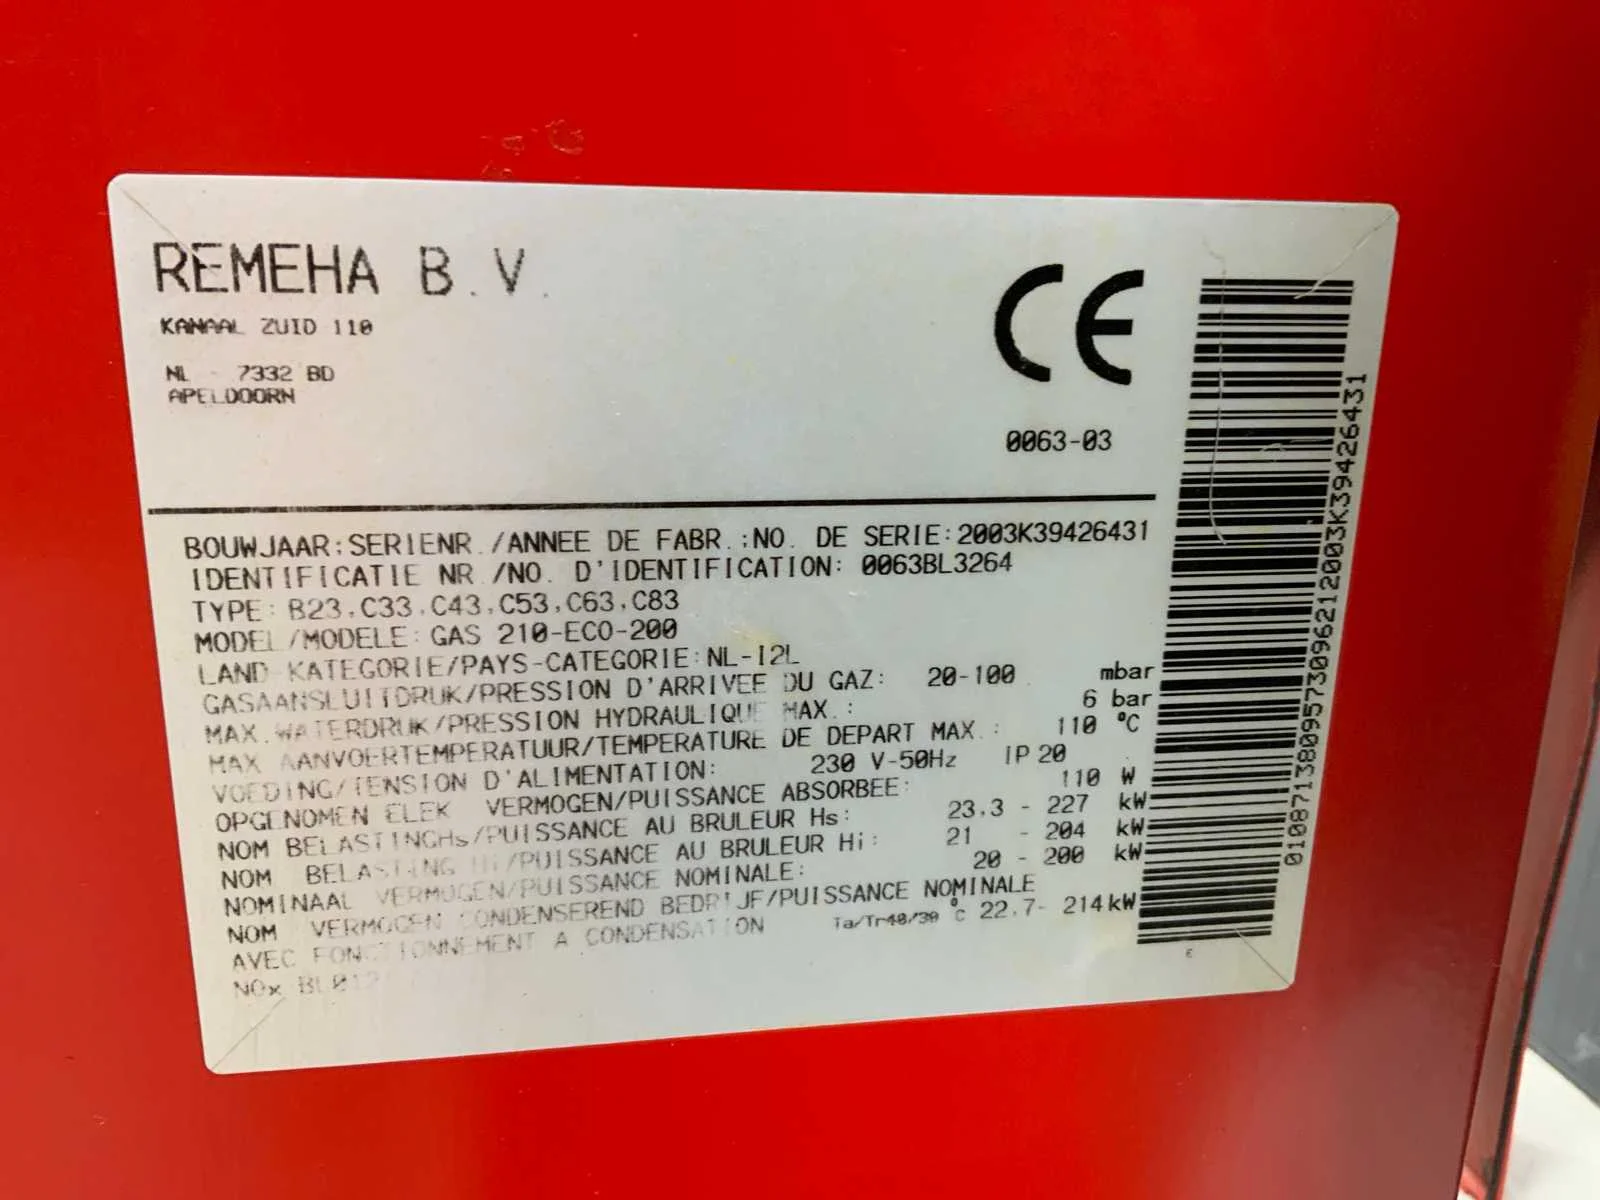 REMEHA B.V.
KANAAL ZUID 110
NL - 7332 BD
APELDOORN
CE
0063-03
BOUWJAAR:SERIENR./ANNEE DE FABR.:NO. DE SERIE:2003K39426431
IDENTIFICATIE NR./NO. D'IDENTIFICATION: 0063BL3264
TYPE: B23,C33,C43,C53,C63,C83
MODEL/MODELE: GAS 210-ECO-200
LAND-KATEGORIE/PAYS-CATEGORIE:NL-I2L
GASAANSLUITDRUK/PRESSION D'ARRIVEE DU GAZ: 20-100 mbar
MAX.WATERDRUK/PRESSION HYDRAULIQUE MAX.: 6 bar
MAX AANVOERTEMPERATUUR/TEMPERATURE DE DEPART MAX.: 110 °C
VOEDING/TENSION D'ALIMENTATION: 230 V-50Hz IP20
OPGENOMEN ELEK. VERMOGEN/PUISSANCE ABSORBEE: 110 W
NOM BELASTINGHs/PUISSANCE AU BRULEUR Hs: 23,3 - 227 kW
NOM BELASTING Hi/PUISSANCE AU BRULEUR Hi: 21 - 204 kW
NOMINAAL VERMOGEN/PUISSANCE NOMINALE: 20 - 200 kW
NOM VERMOGEN CONDENSEREND BEDRIJF/PUISSANCE NOMINALE
AVEC FONCTIONNEMENT A CONDENSATION Ta/Tr40/30 °C 22,7- 214kW
NOx
E
0108713809573096212003K39426431